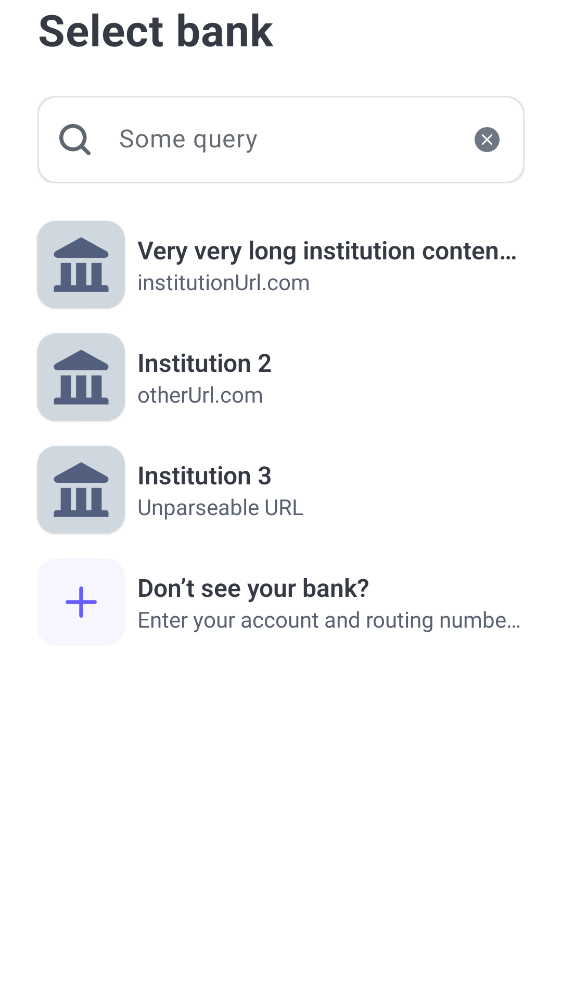 Select bank
Some query
Very very long institution conten…
institutionUrl.com
Institution 2
otherUrl.com
Institution 3
Unparseable URL
Don’t see your bank?
Enter your account and routing numbe…